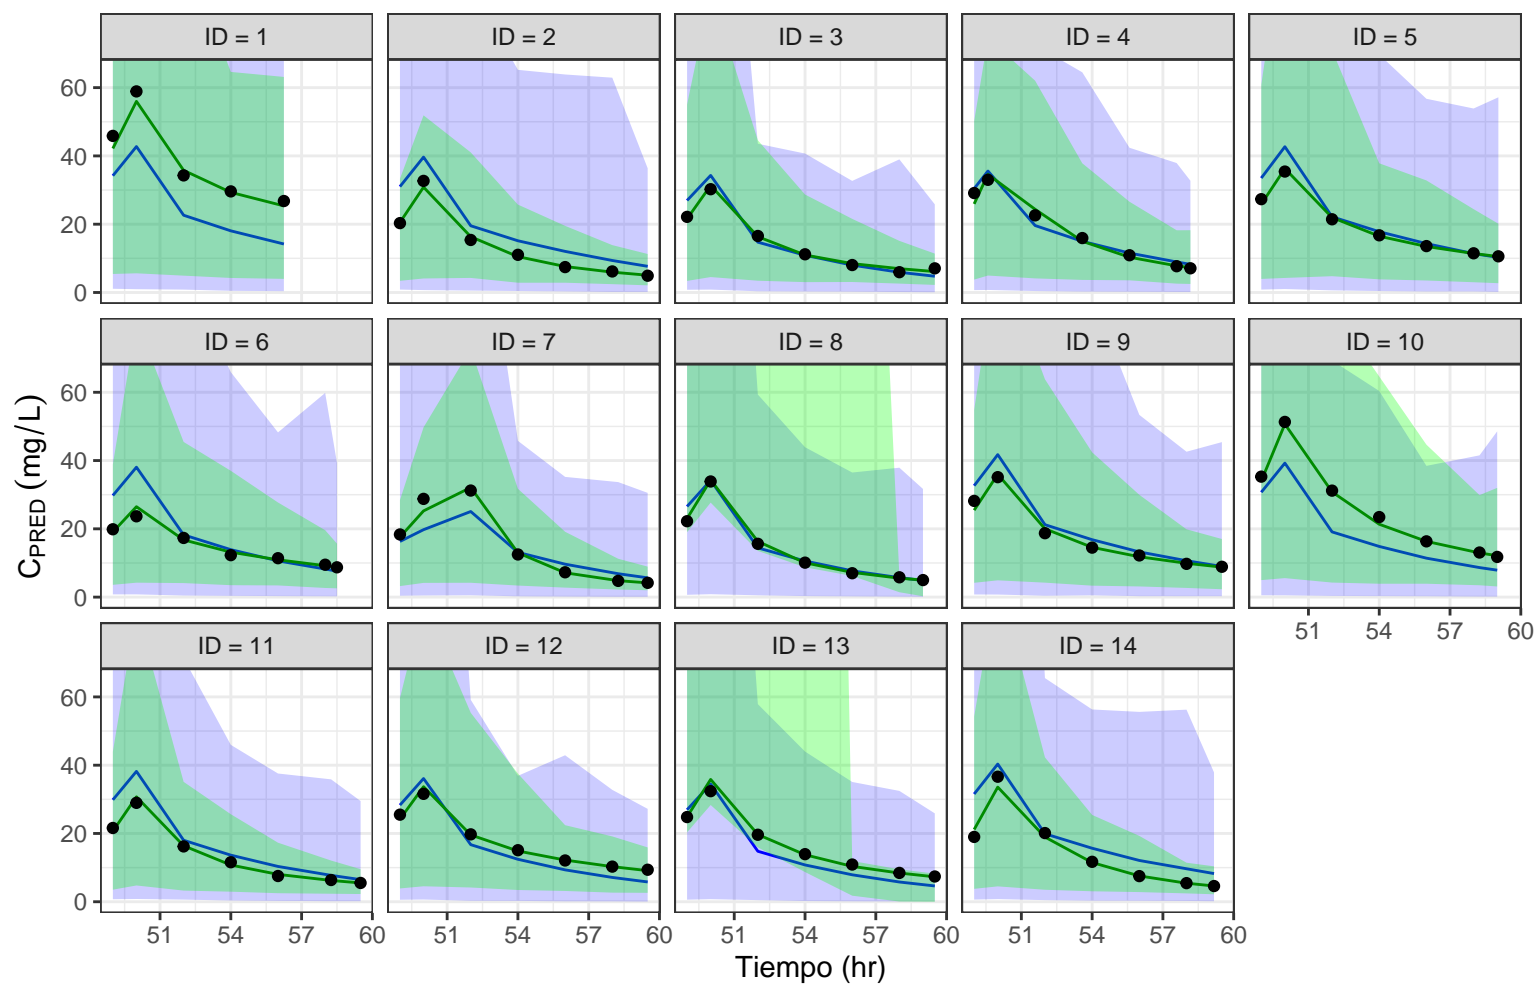 ID = 1
ID = 2
ID = 3
ID = 4
ID = 5
60
40
20
0
ID = 6
ID = 7
ID = 8
ID = 9
ID = 10
60
40
20
0
51 54 57 60
ID = 11
ID = 12
ID = 13
ID = 14
60
40
20
0
51 54 57 60
51 54 57 60
51 54 57 60
51 54 57 60
Tiempo (hr)
CPRED (mg/L)